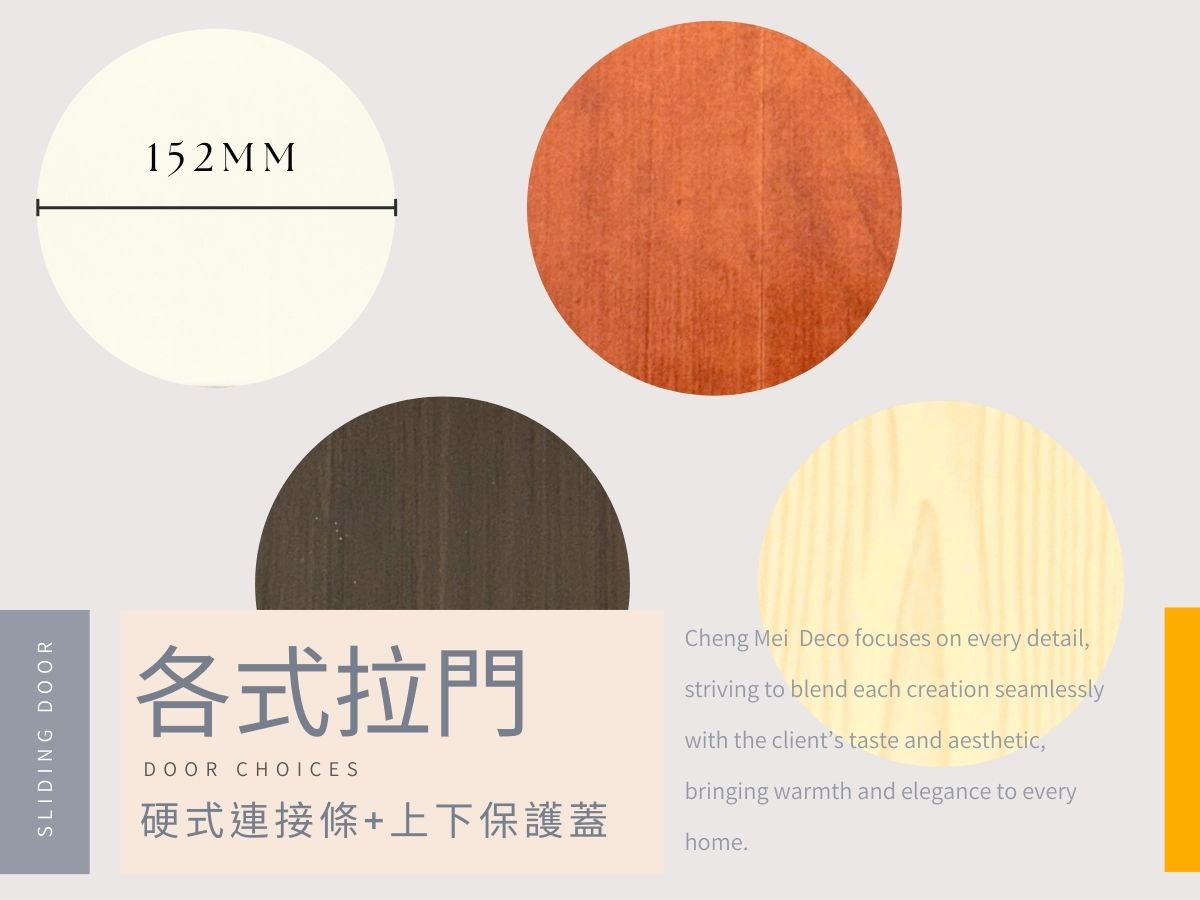 152MM
SLIDING DOOR
各式拉門
DOOR CHOICES
硬式連接條+上下保護蓋
Cheng Mei  Deco focuses on every detail,
striving to blend each creation seamlessly
with the client’s taste and aesthetic,
bringing warmth and elegance to every
home.